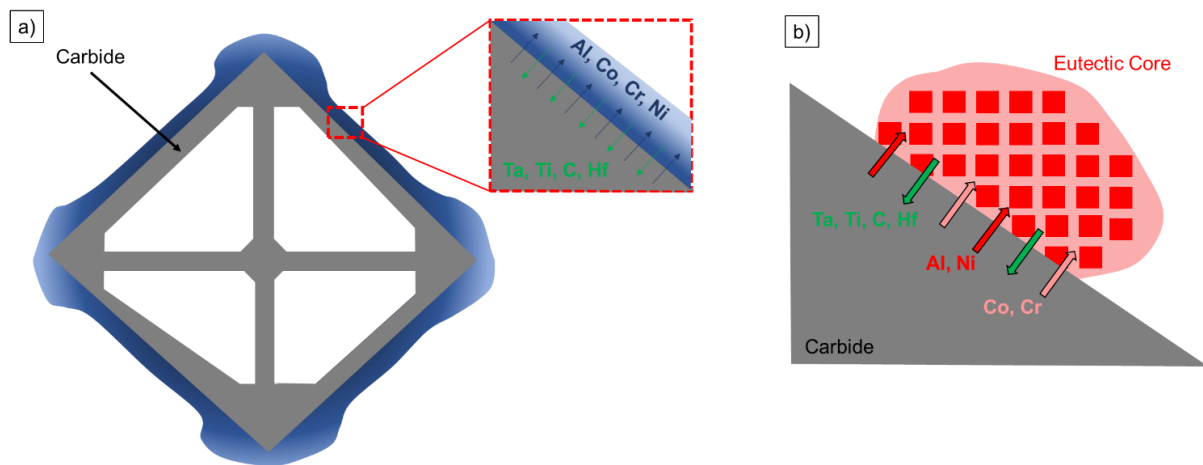 a)
Carbide
Al, Co, Cr, Ni
Ta, Ti, C, Hf
b)
Eutectic Core
Ta, Ti, C, Hf
Al, Ni
Co, Cr
Carbide